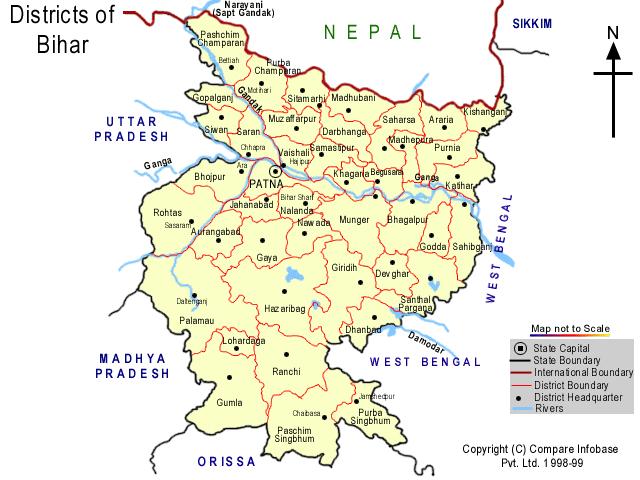 Districts of
Bihar
Narayani
(Sapt Gandak)
NEPAL
SIKKIM
N
Pashchim
Champaran
Bettiah
Purba
Champaran
Motihari
Gopalganj
Gandak
Sitamarhi
Madhubani
Kishanganj
UTTAR
PRADESH
Siwan
Saran
Muzaffarpur
Darbhanga
Saharsa
Araria
Madhepura
Chhapra
Vaishali
Hajpur
Samastipur
Purnia
Ganga
Ara
Bhojpur
PATNA
Khagaria
Begusarai
Ganga
Katihar
Jahanabad
Bihar Sharif
Nalanda
Rohtas
Sasaram
Aurangabad
Nawada
Munger
Bhagalpur
WEST BENGAL
Gaya
Godda
Sahibganj
Giridih
Devghar
Daltenganj
Palamau
Hazaribag
Santhal
Pargana
Dhanbad
Damodar
Map not to Scale
State Capital
State Boundary
International Boundary
District Boundary
District Headquarter
Rivers
MADHYA
PRADESH
Lohardaga
Ranchi
WEST BENGAL
Gumla
Jamshedpur
Purba
Singbhum
Chaibasa
Paschim
Singbhum
ORISSA
Copyright (C) Compare Infobase
Pvt. Ltd. 1998-99